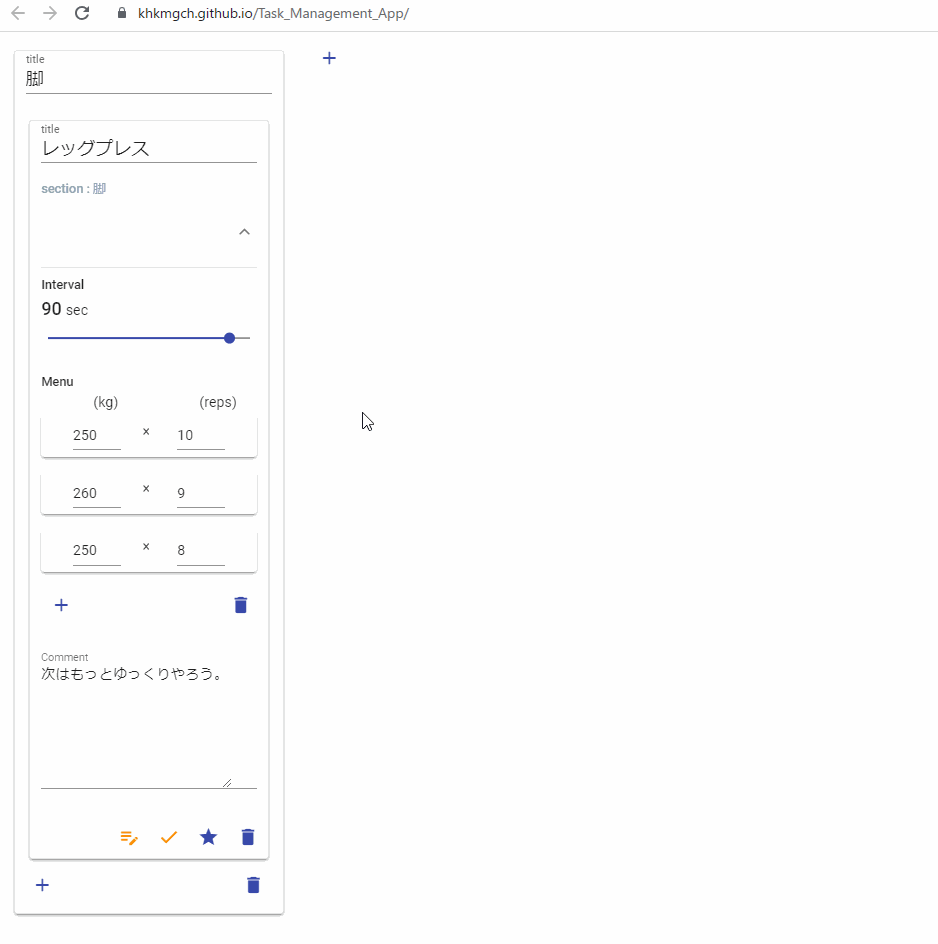 khkmgch.github.io/Task_Management_App/
title
脚
title
レッグプレス
section : 脚
Interval
90 sec
Menu
(kg) (reps)
250 × 10
260 × 9
250 × 8
Comment
次はもっとゆっくりやろう。